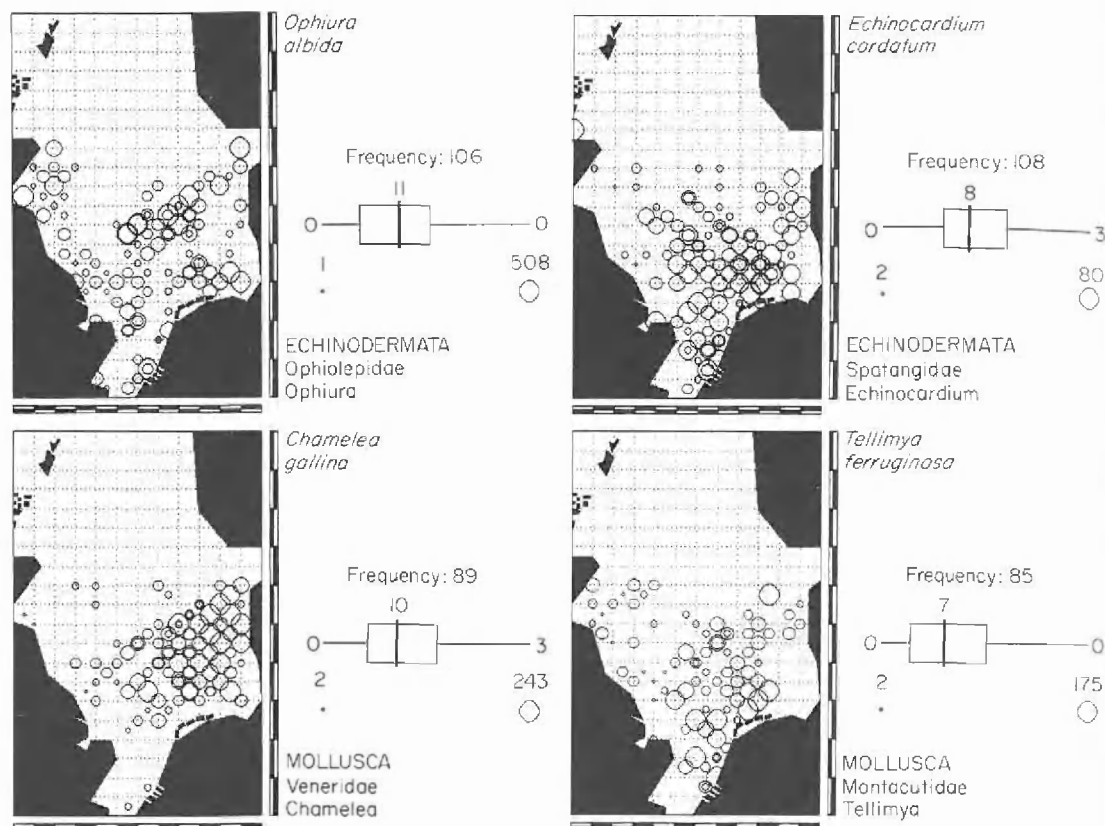 Ophiura
albida
Frequency: 106
11
0 0
1 508
ECHINODERMATA
Ophiolepidae
Ophiura
Echinocardium
cordatum
Frequency: 108
8
0 3
2 80
ECHINODERMATA
Spatangidae
Echinocardium
Chamelea
gallina
Frequency: 89
10
0 3
2 243
MOLLUSCA
Veneridae
Chamelea
Tellimya
ferruginosa
Frequency: 85
7
0 0
2 175
MOLLUSCA
Montacutidae
Tellimya